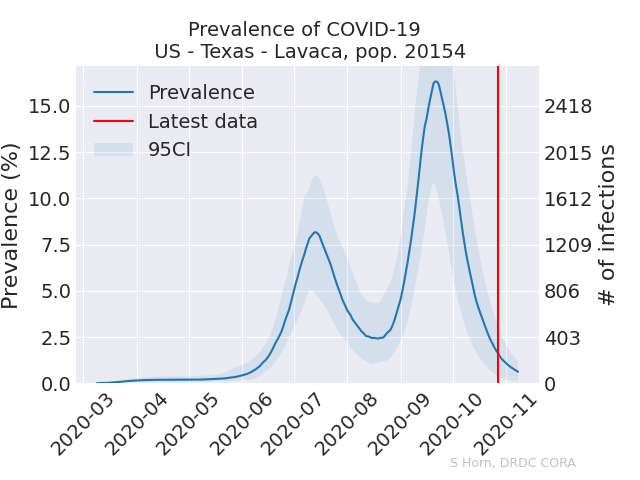 Prevalence of COVID-19
US - Texas - Lavaca, pop. 20154
Prevalence
Latest data
95CI
Prevalence (%)
15.0
12.5
10.0
7.5
5.0
2.5
0.0
2418
2015
1612
1209
806
403
0
# of infections
2020-03
2020-04
2020-05
2020-06
2020-07
2020-08
2020-09
2020-10
2020-11
S Horn, DRDC CORA